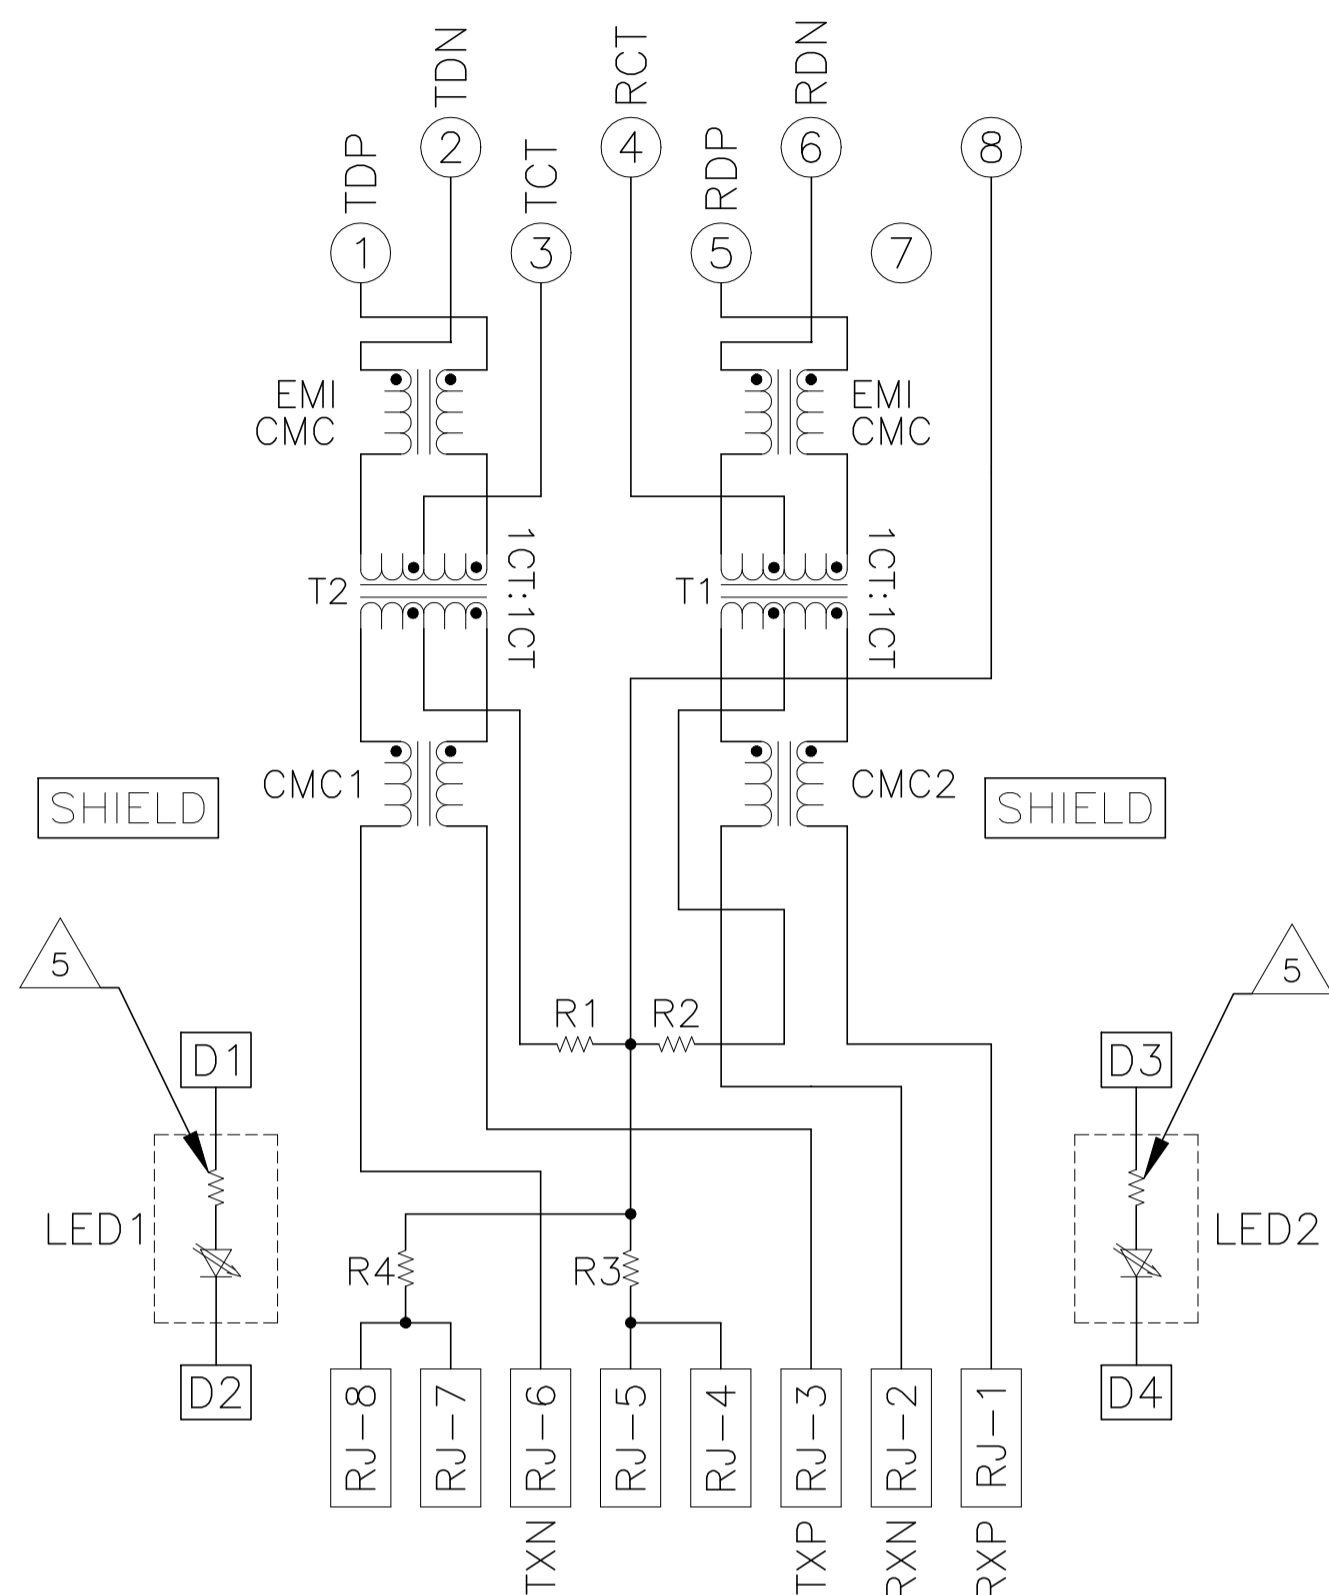 TDN
RCT
RDN
2
4
6
8
TDP
TCT
RDP
1
3
5
7
EMI
CMC
EMI
CMC
1CT:1CT
1CT:1CT
T2
T1
CMC1
CMC2
SHIELD
SHIELD
5
5
R1
R2
D1
D3
LED1
LED2
R4
R3
D2
D4
RJ-8
RJ-7
RJ-6
RJ-5
RJ-4
RJ-3
RJ-2
RJ-1
TXN
TXP
RXN
RXP